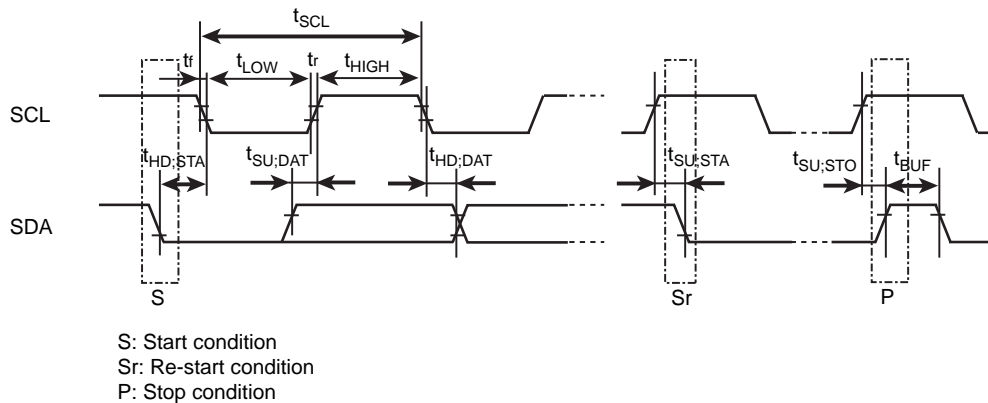 tSCL
tf tLOW tr tHIGH
SCL
tHD;STA tSU;DAT tHD;DAT tSU;STA tSU;STO tBUF
SDA
S Sr P
S: Start condition
Sr: Re-start condition
P: Stop condition